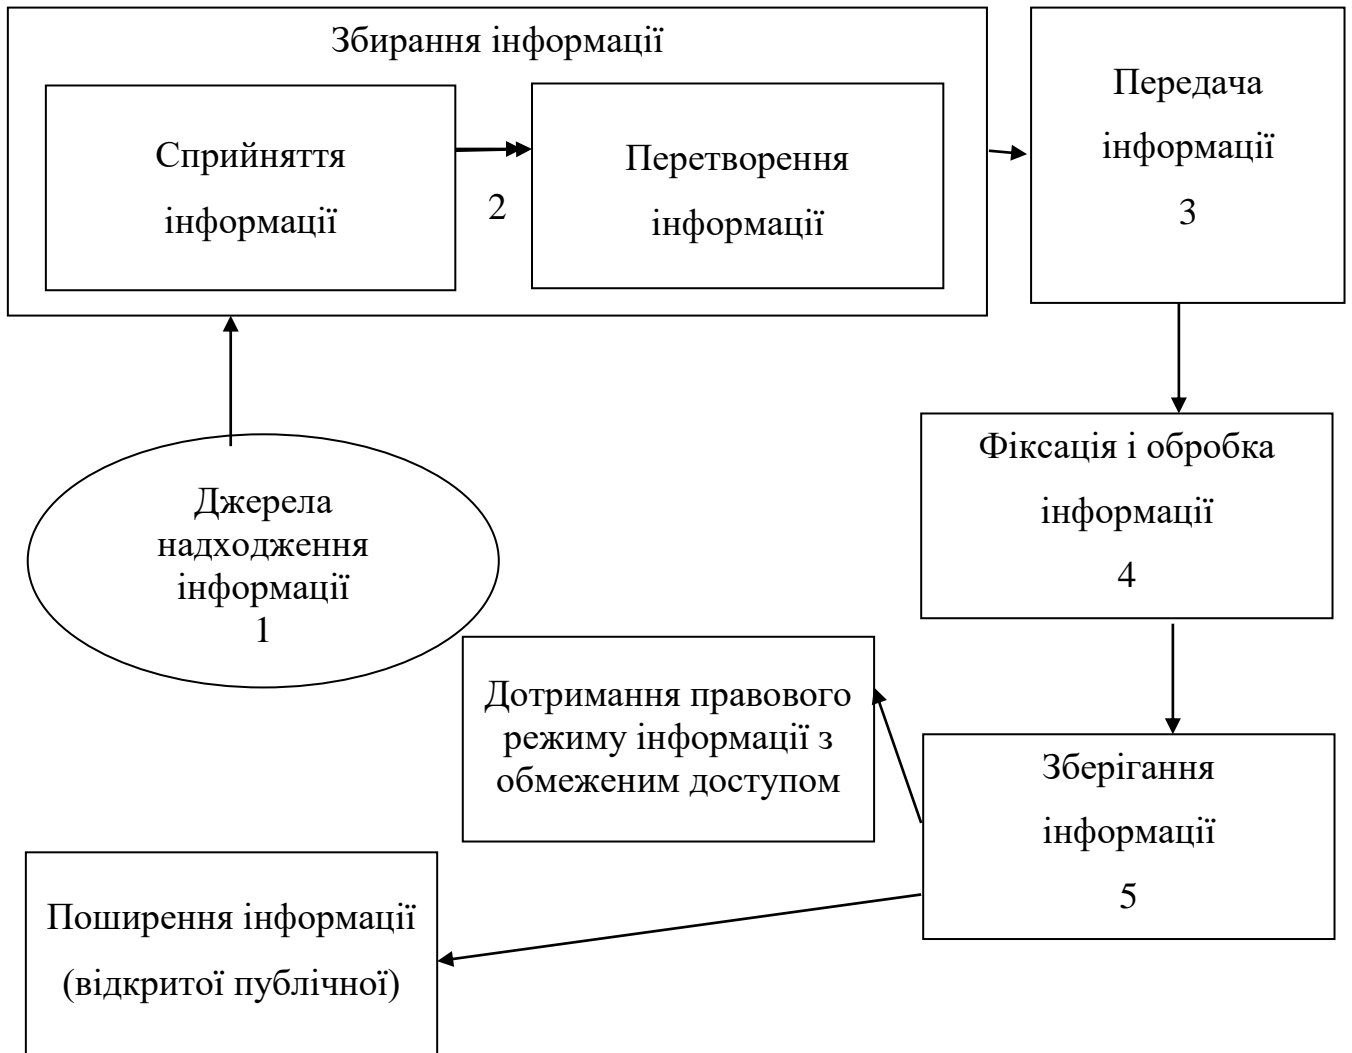 Збирання інформації
Сприйняття
інформації
2
Перетворення
інформації
Передача
інформації
3
Джерела
надходження
інформації
1
Фіксація і обробка
інформації
4
Дотримання правового
режиму інформації з
обмеженим доступом
Зберігання
інформації
5
Поширення інформації
(відкритої публічної)